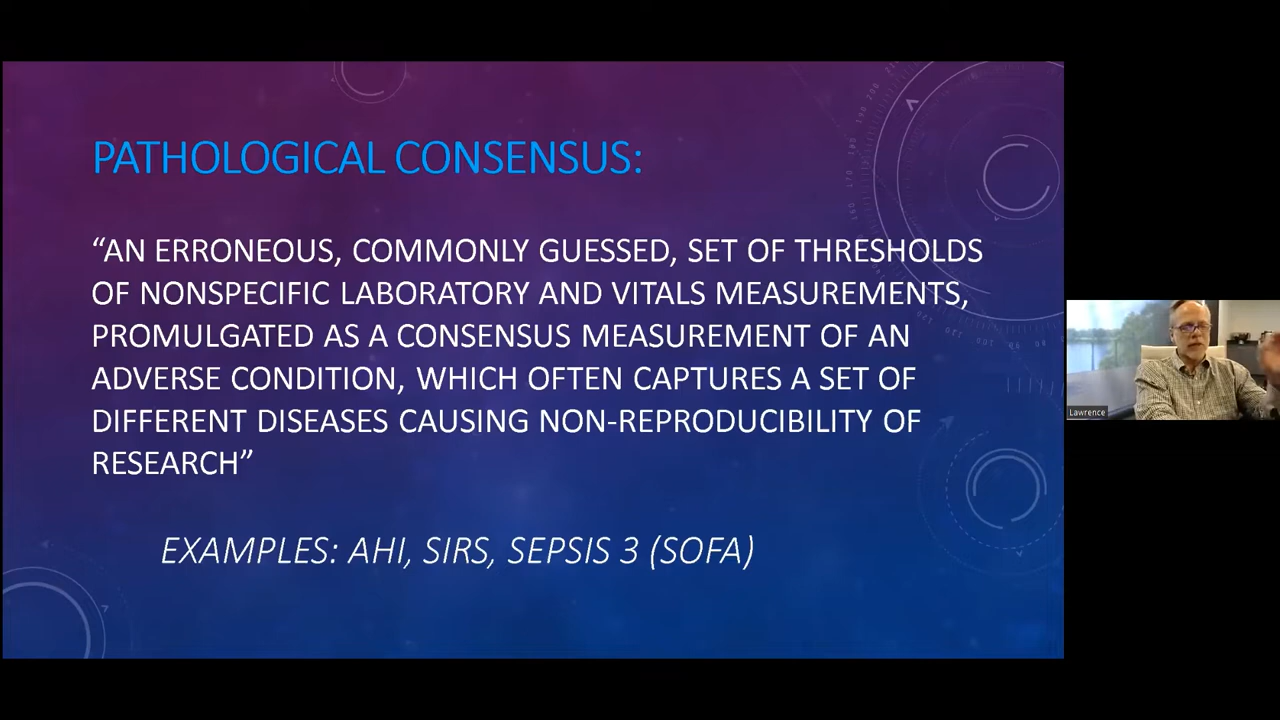 PATHOLOGICAL CONSENSUS:
“AN ERRONEOUS, COMMONLY GUESSED, SET OF THRESHOLDS
OF NONSPECIFIC LABORATORY AND VITALS MEASUREMENTS,
PROMULGATED AS A CONSENSUS MEASUREMENT OF AN
ADVERSE CONDITION, WHICH OFTEN CAPTURES A SET OF
DIFFERENT DISEASES CAUSING NON-REPRODUCIBILITY OF
RESEARCH”
EXAMPLES: AHI, SIRS, SEPSIS 3 (SOFA)
Lawrence